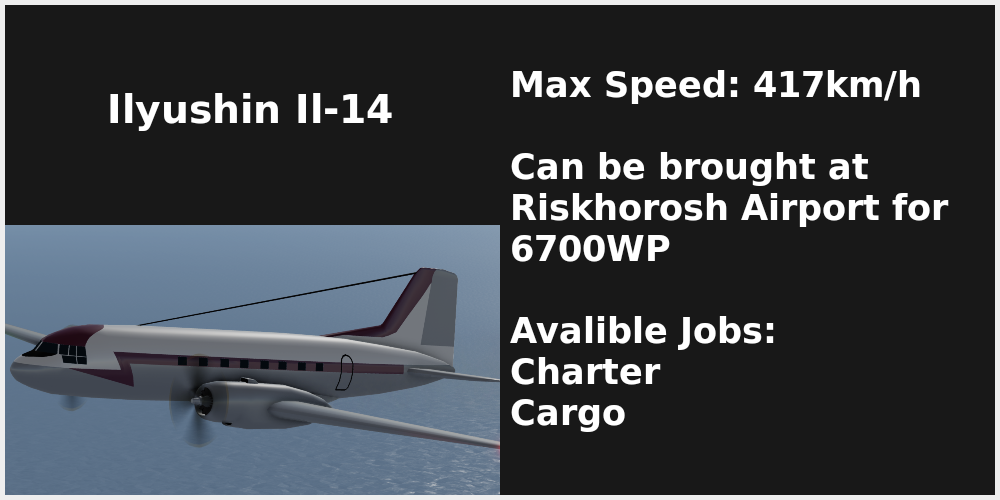 Ilyushin Il-14
Max Speed: 417km/h
Can be brought at
Riskhorosh Airport for
6700WP
Avalible Jobs:
Charter
Cargo